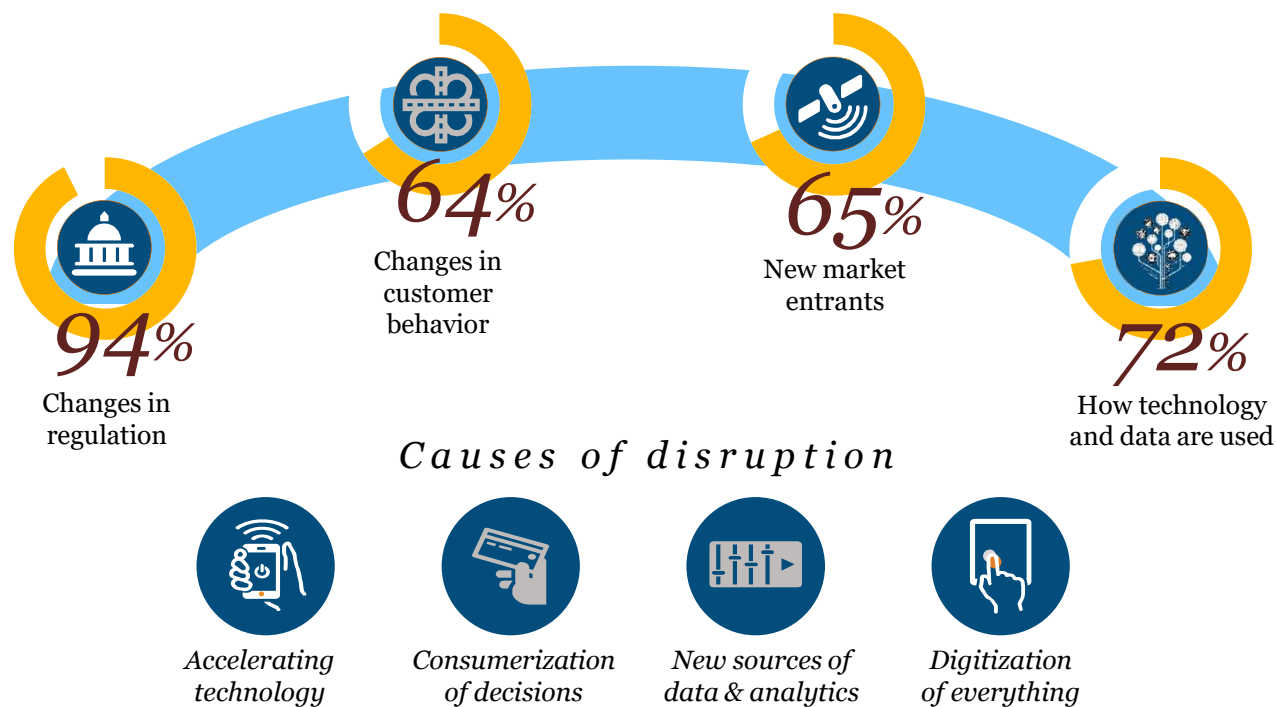 94%
Changes in
regulation
64%
Changes in
customer
behavior
65%
New market
entrants
72%
How technology
and data are used
Causes of disruption
Accelerating
technology
Consumerization
of decisions
New sources of
data & analytics
Digitization
of everything